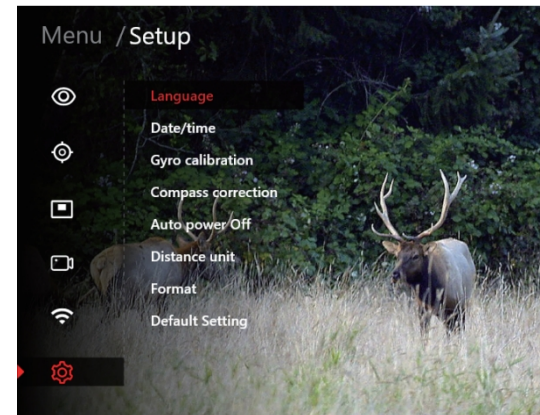 Menu / Setup
Language
Date/time
Gyro calibration
Compass correction
Auto power Off
Distance unit
Format
Default Setting